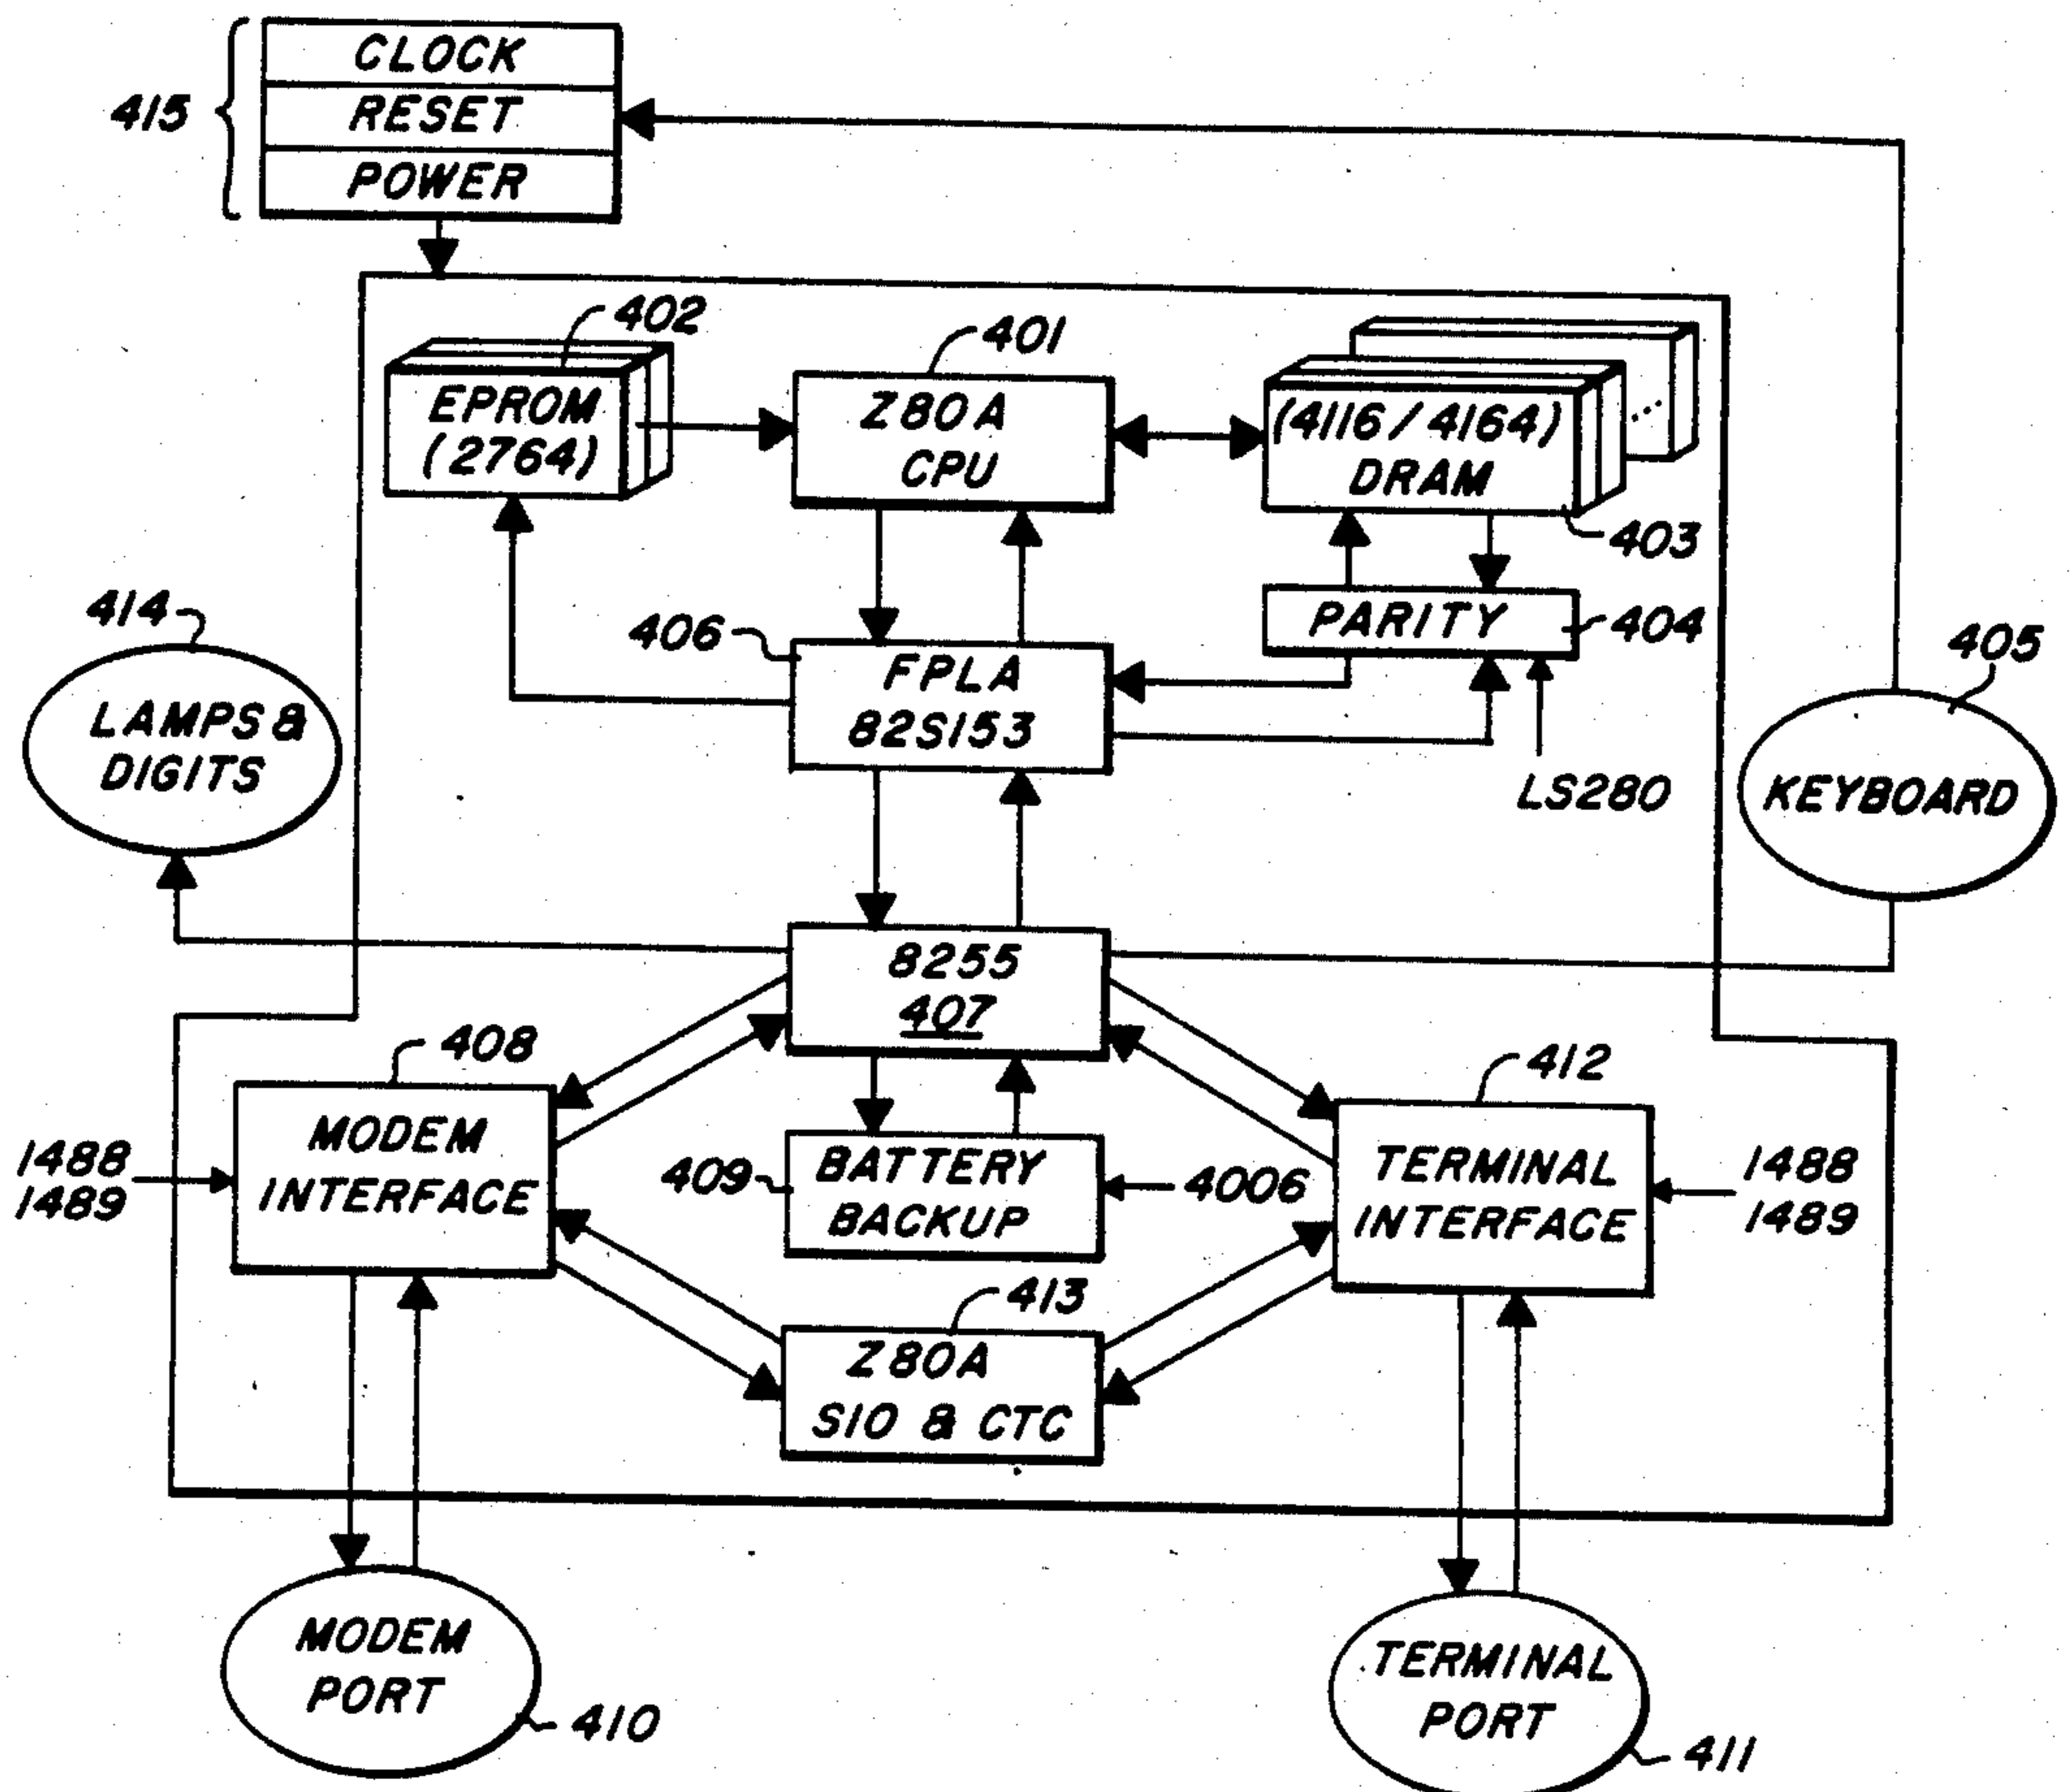 CLOCK
415
RESET
POWER
402
401
EPROM
(2764)
Z80A
CPU
(4116/4164)
DRAM
403
414
406
PARITY
404
405
FPLA
82S153
LAMPS &
DIGITS
LS280
KEYBOARD
8255
407
408
412
MODEM
INTERFACE
1488
1489
409
BATTERY
BACKUP
4006
TERMINAL
INTERFACE
1488
1489
413
Z80A
SIO & CTC
MODEM
PORT
410
TERMINAL
PORT
411